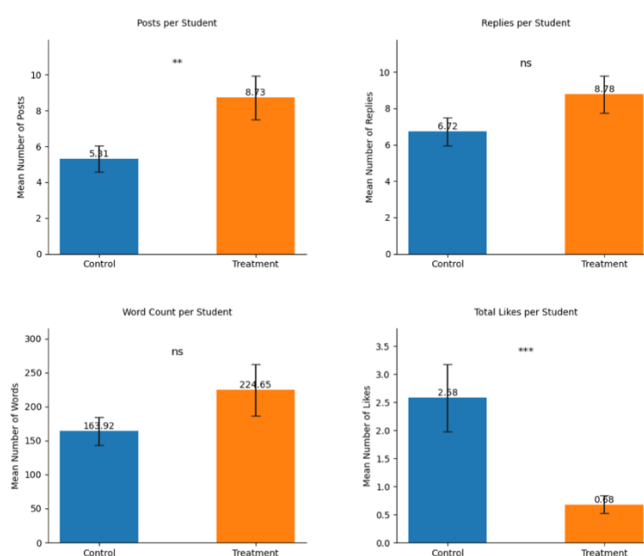 Posts per Student
**
10
8
6
4
2
0
Mean Number of Posts
5.31
8.73
Control
Treatment
Replies per Student
ns
10
8
6
4
2
0
Mean Number of Replies
6.72
8.78
Control
Treatment
Word Count per Student
ns
300
250
200
150
100
50
0
Mean Number of Words
163.92
224.65
Control
Treatment
Total Likes per Student
***
3.5
3.0
2.5
2.0
1.5
1.0
0.5
0.0
Mean Number of Likes
2.58
0.68
Control
Treatment